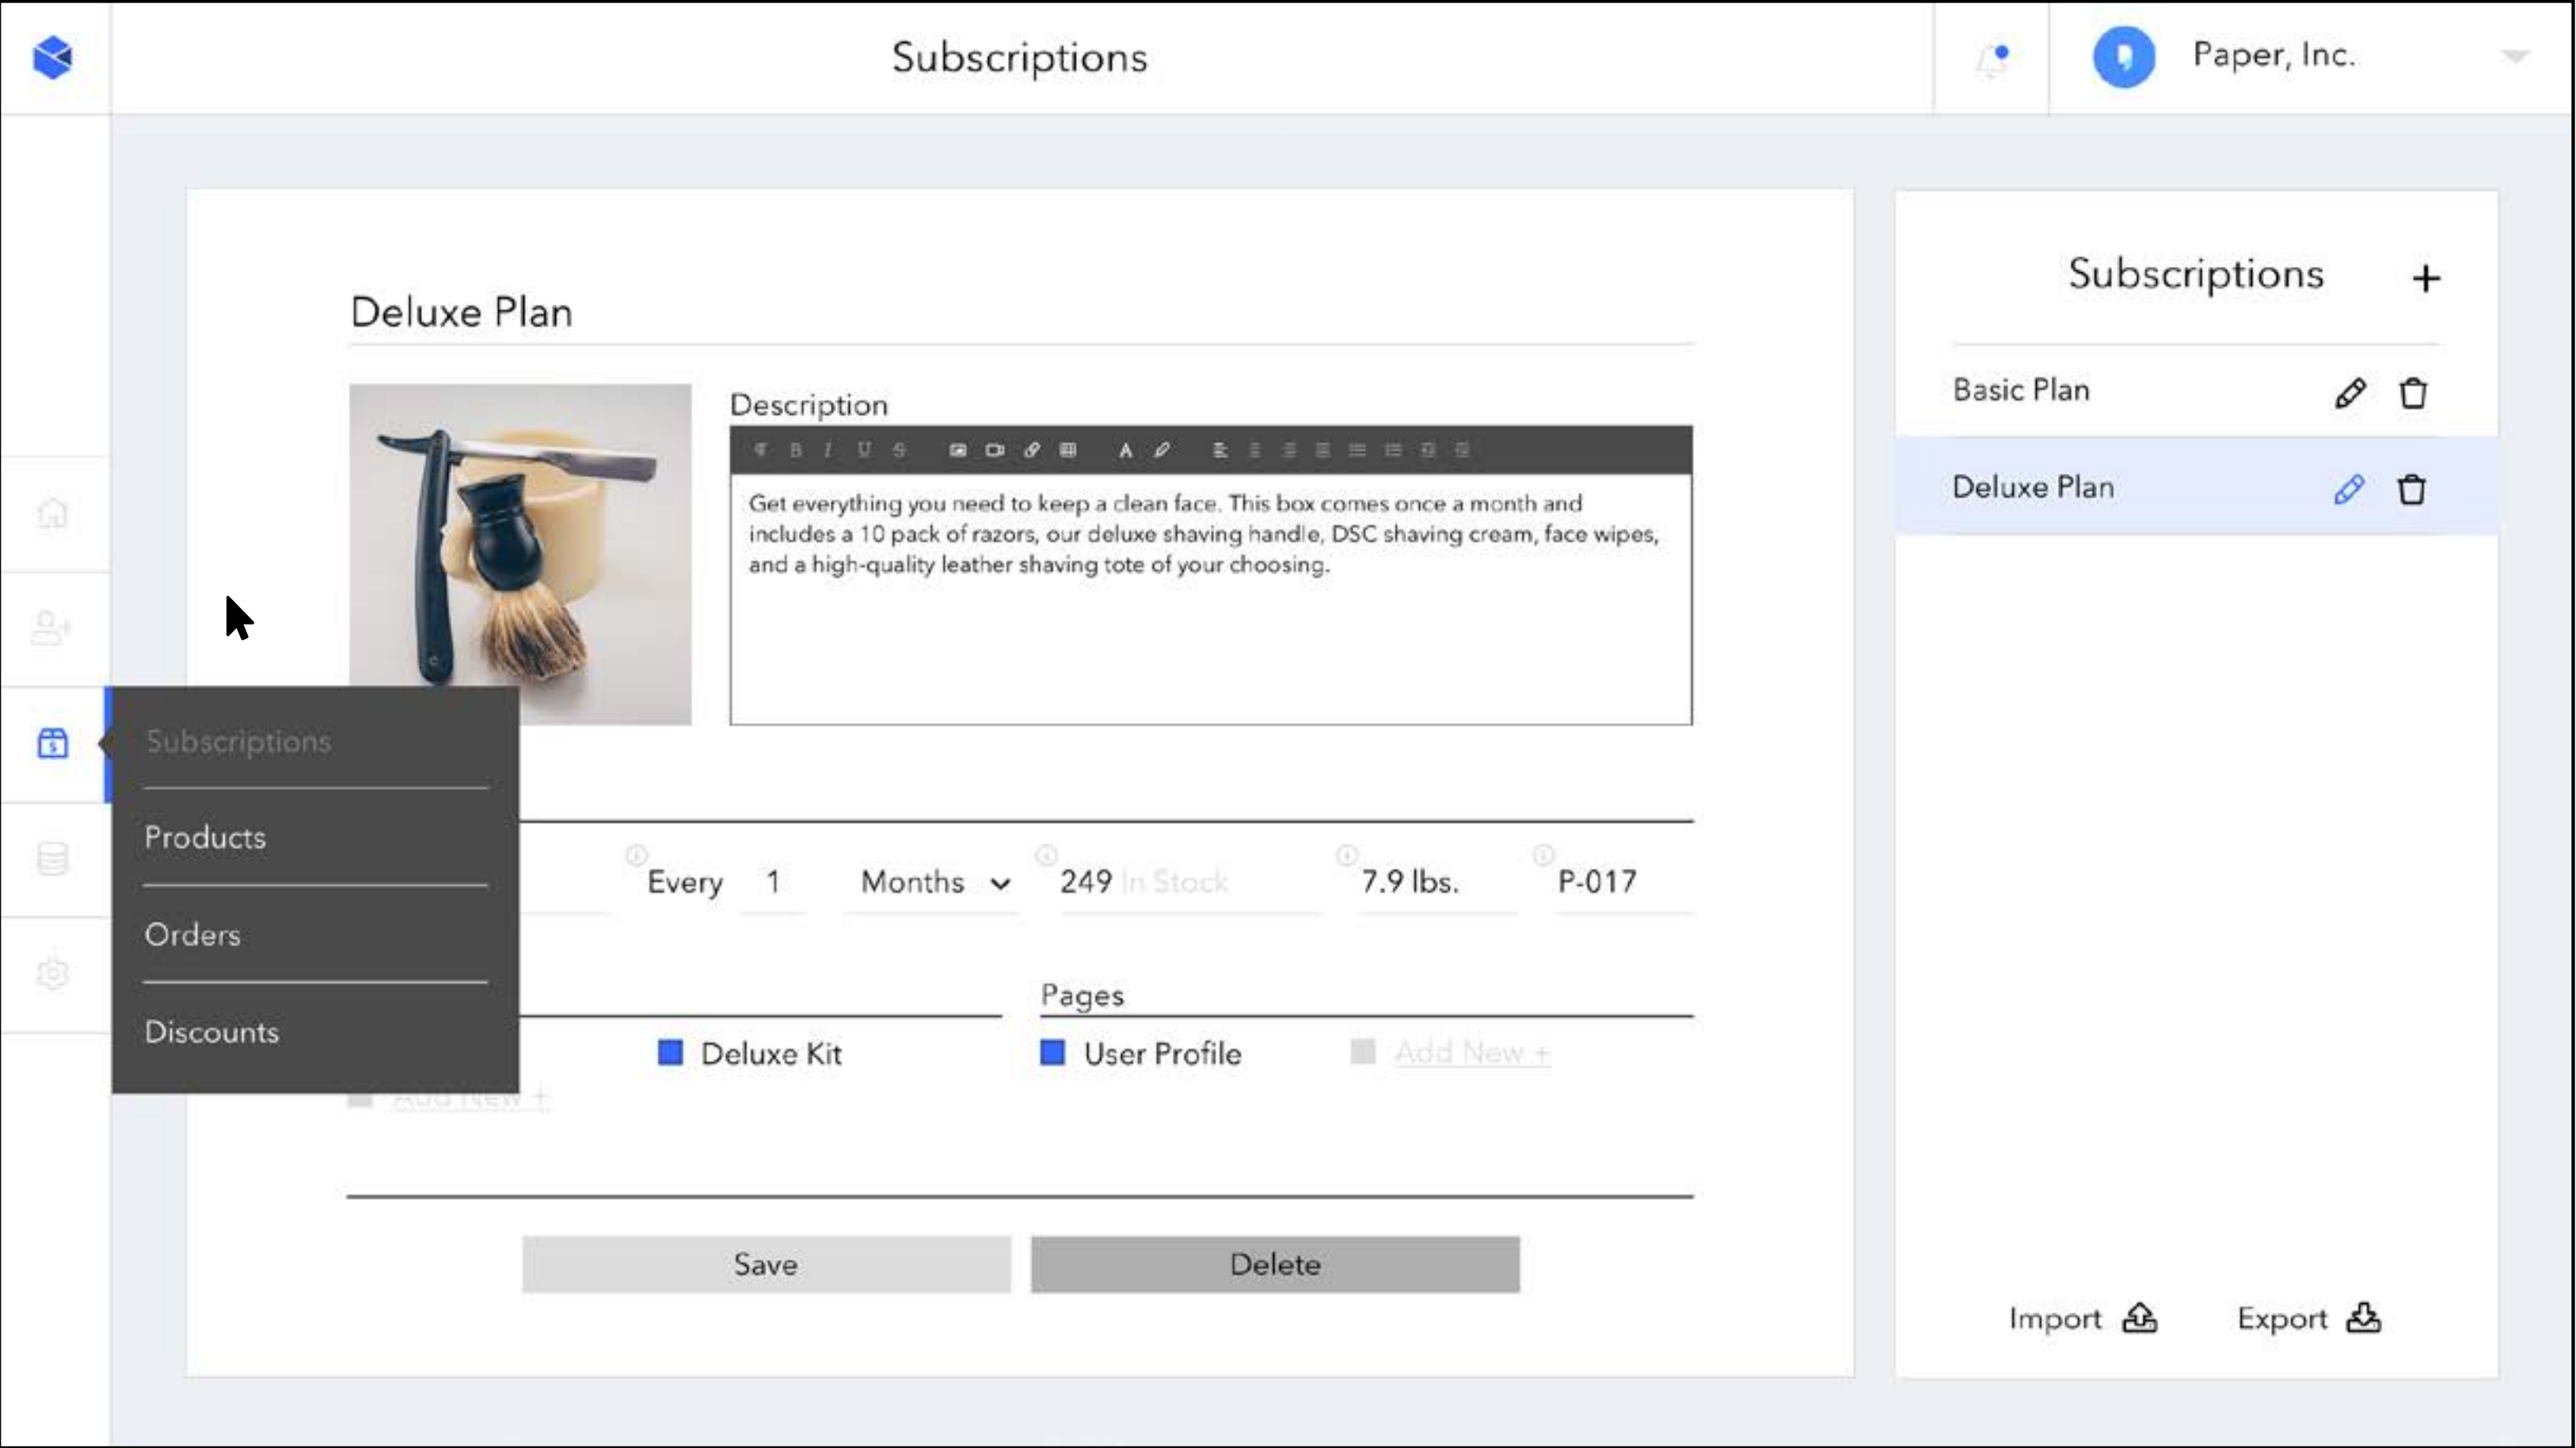 Subscriptions
Paper, Inc.
Deluxe Plan
Description
Get everything you need to keep a clean face. This box comes once a month and
includes a 10 pack of razors, our deluxe shaving handle, DSC shaving cream, face wipes,
and a high-quality leather shaving tote of your choosing.
Subscriptions
Products
Orders
Discounts
Every 1 Months 249 In Stock 7.9 lbs. P-017
Pages
Deluxe Kit User Profile Add New +
Add New +
Save Delete
Subscriptions +
Basic Plan
Deluxe Plan
Import Export